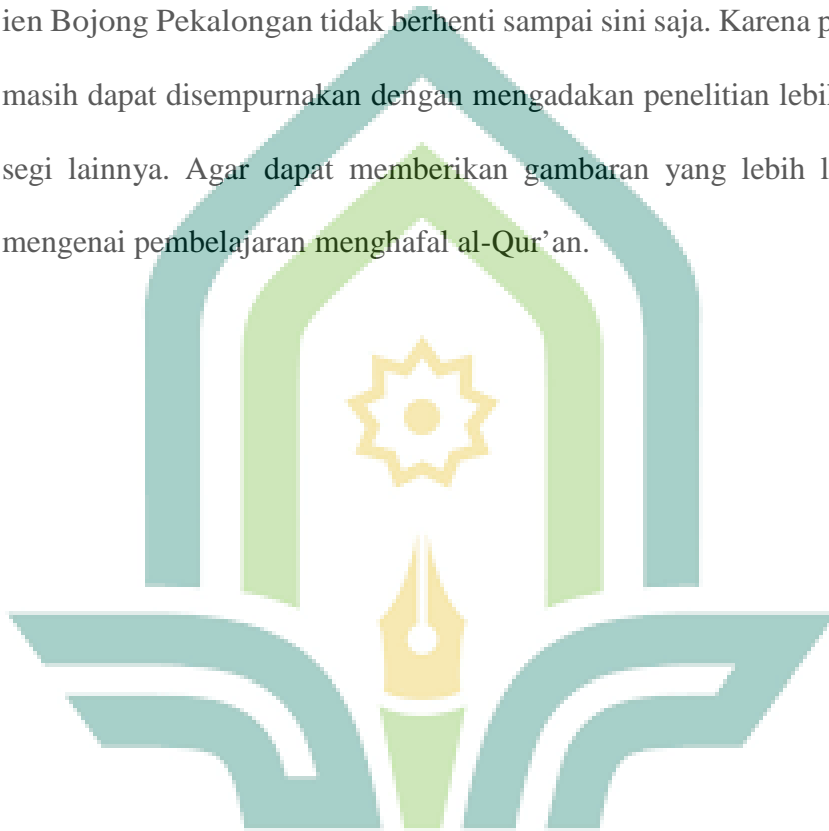 ien Bojong Pekalongan tidak berhenti sampai sini saja. Karena p
masih dapat disempurnakan dengan mengadakan penelitian lebi
segi lainnya. Agar dapat memberikan gambaran yang lebih l
mengenai pembelajaran menghafal al-Qur’an.